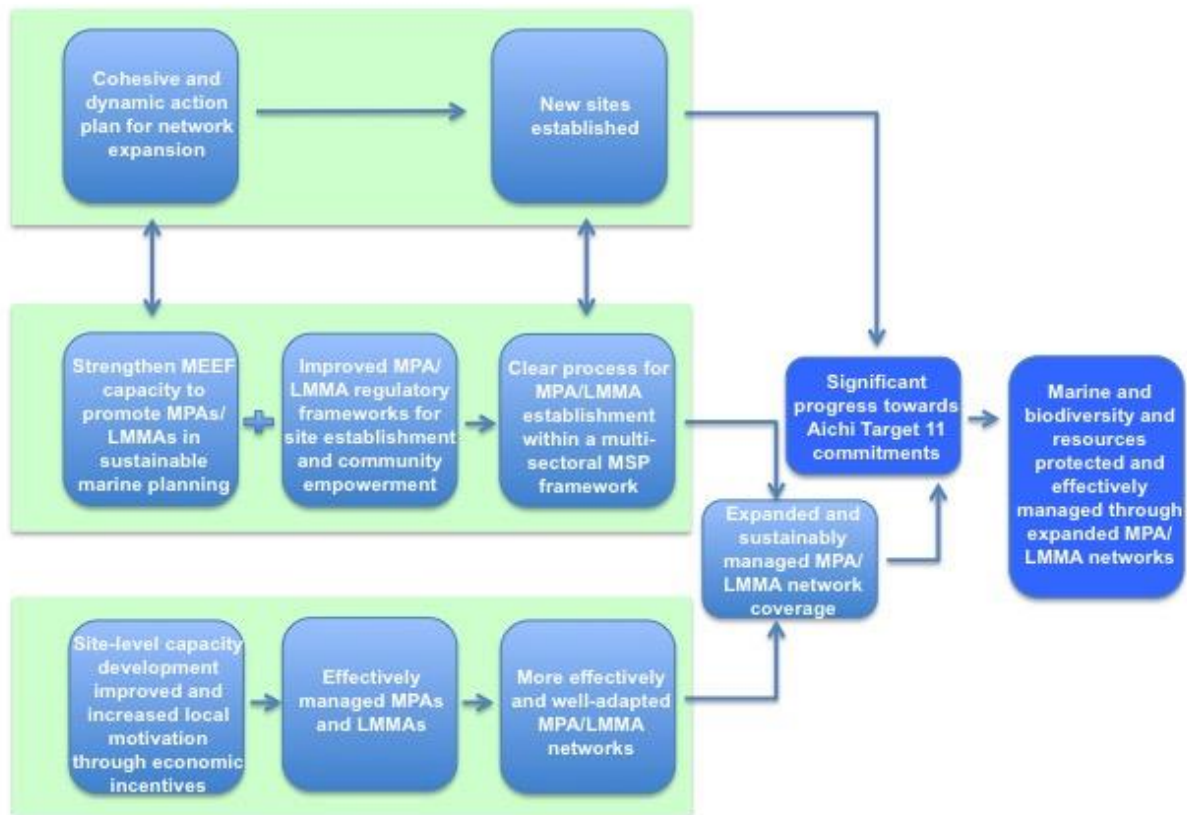 Cohesive and
dynamic action
plan for network
expansion
New sites
established
Strengthen MEEF
capacity to
promote MPAs/
LMMAs in
sustainable
marine planning
Improved MPA/
LMMA regulatory
frameworks for
site establishment
and community
empowerment
Clear process for
MPA/LMMA
establishment
within a multi-
sectoral MSP
framework
Significant
progress towards
Aichi Target 11
commitments
Marine and
biodiversity and
resources
protected and
effectively
managed through
expanded MPA/
LMMA networks
Expanded and
sustainably
managed MPA/
LMMA network
coverage
Site-level capacity
development
improved and
increased local
motivation
through economic
incentives
Effectively
managed MPAs
and LMMAs
More effectively
and well-adapted
MPA/LMMA
networks